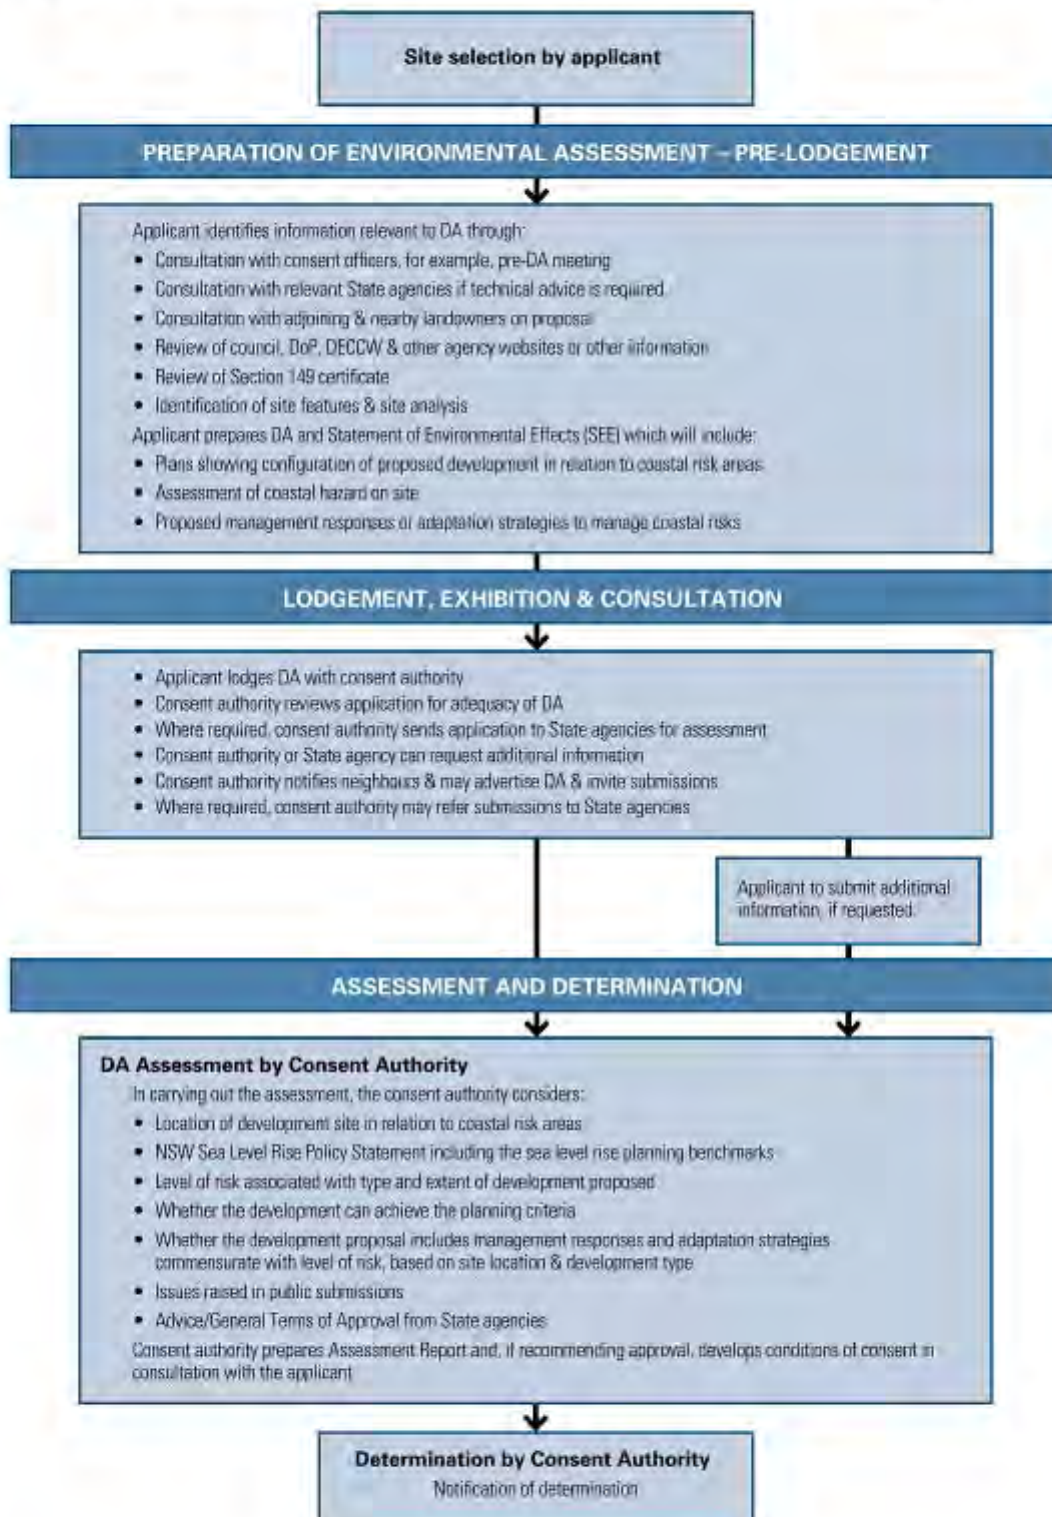 Site selection by applicant
PREPARATION OF ENVIRONMENTAL ASSESSMENT – PRE-LODGEMENT
Applicant identifies information relevant to DA through:
• Consultation with consent officers, for example, pre-DA meeting
• Consultation with relevant State agencies if technical advice is required
• Consultation with adjoining & nearby landowners on proposal
• Review of council, DoP, DECCW & other agency websites or other information
• Review of Section 149 certificate
• Identification of site features & site analysis
Applicant prepares DA and Statement of Environmental Effects (SEE) which will include:
• Plans showing configuration of proposed development in relation to coastal risk areas
• Assessment of coastal hazard on site
• Proposed management responses or adaptation strategies to manage coastal risks
LODGEMENT, EXHIBITION & CONSULTATION
• Applicant lodges DA with consent authority
• Consent authority reviews application for adequacy of DA
• Where required, consent authority sends application to State agencies for assessment
• Consent authority or State agency can request additional information
• Consent authority notifies neighbours & may advertise DA & invite submissions
• Where required, consent authority may refer submissions to State agencies
Applicant to submit additional
information, if requested.
ASSESSMENT AND DETERMINATION
DA Assessment by Consent Authority
In carrying out the assessment, the consent authority considers:
• Location of development site in relation to coastal risk areas
• NSW Sea Level Rise Policy Statement including the sea level rise planning benchmarks
• Level of risk associated with type and extent of development proposed
• Whether the development can achieve the planning criteria
• Whether the development proposal includes management responses and adaptation strategies
commensurate with level of risk, based on site location & development type
• Issues raised in public submissions
• Advice/General Terms of Approval from State agencies
Consent authority prepares Assessment Report and, if recommending approval, develops conditions of consent in
consultation with the applicant
Determination by Consent Authority
Notification of determination